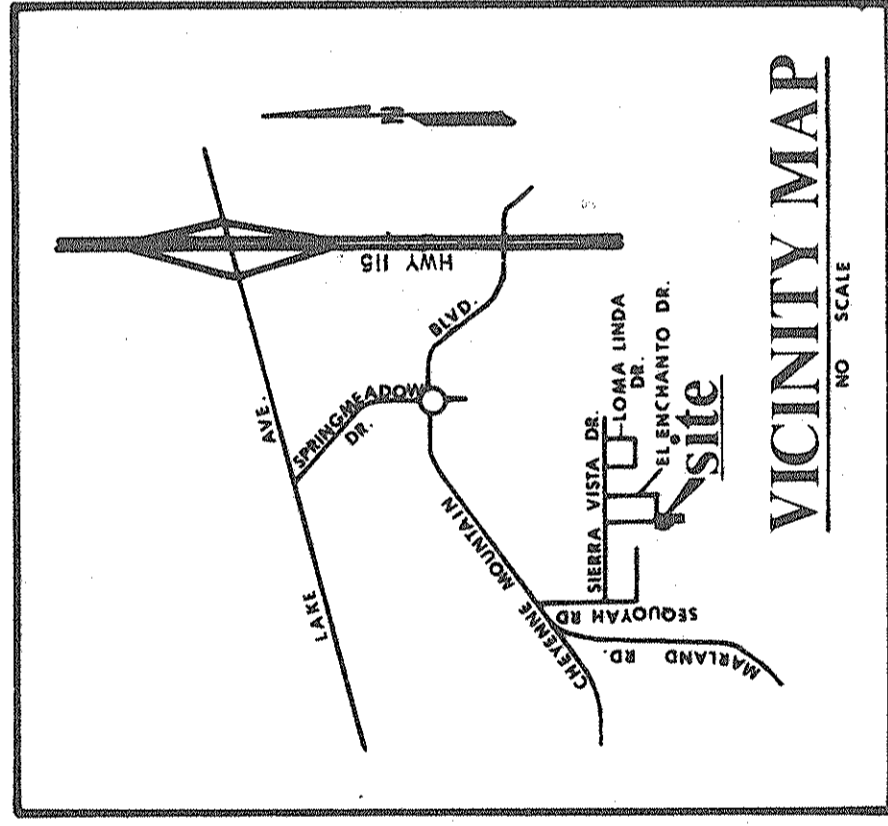 N
LAKE AVE.
HWY 115
SPRINGMEADOW
DR.
BLVD.
CHEYENNE MOUNTAIN
SIERRA VISTA DR.
LOMA LINDA
DR.
EL ENCHANTO DR.
site
SEQUOYAH RD
MARLAND RD.
VICINITY MAP
NO SCALE